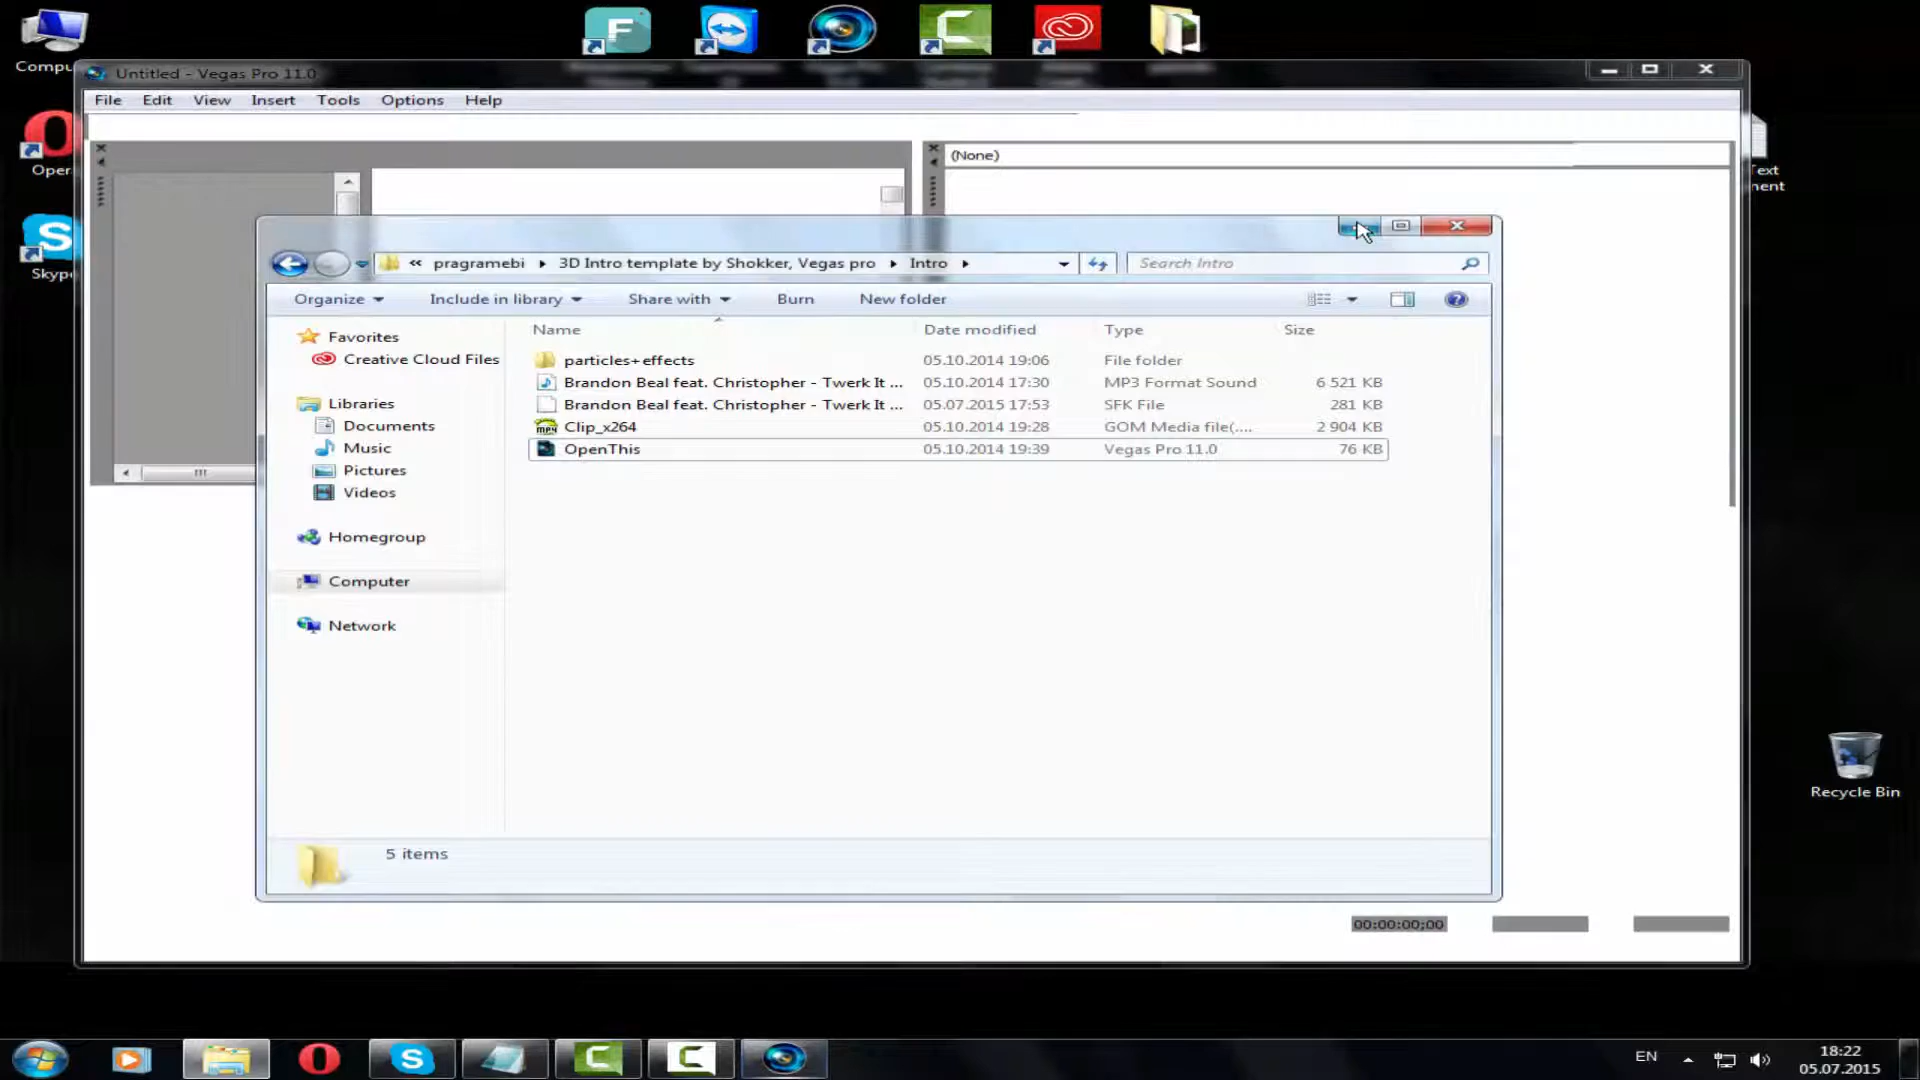 Compu
Untitled - Vegas Pro 11.0
File Edit View Insert Tools Options Help
(None)
Oper
Text
ment
Skype
« pragramebi ▸ 3D Intro template by Shokker, Vegas pro ▸ Intro ▸
Search Intro
Organize Include in library Share with Burn New folder
Name Date modified Type Size
Favorites
Creative Cloud Files
Libraries
Documents
Music
Pictures
Videos
Homegroup
Computer
Network
particles+effects 05.10.2014 19:06 File folder
Brandon Beal feat. Christopher - Twerk It ... 05.10.2014 17:30 MP3 Format Sound 6 521 KB
Brandon Beal feat. Christopher - Twerk It ... 05.07.2015 17:53 SFK File 281 KB
Clip_x264 05.10.2014 19:28 GOM Media file(.... 2 904 KB
OpenThis 05.10.2014 19:39 Vegas Pro 11.0 76 KB
5 items
00:00:00;00
Recycle Bin
EN
18:22
05.07.2015